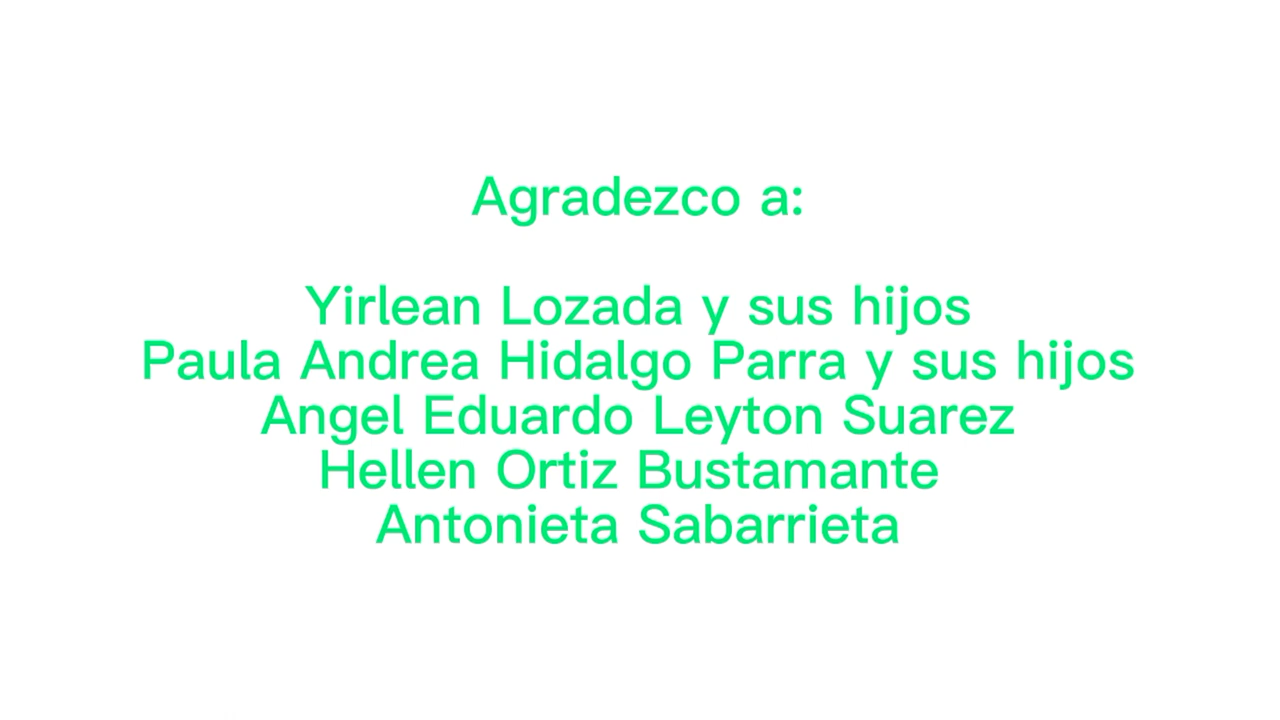 Agradezco a:
Yirlean Lozada y sus hijos
Paula Andrea Hidalgo Parra y sus hijos
Angel Eduardo Leyton Suarez
Hellen Ortiz Bustamante
Antonieta Sabarrieta